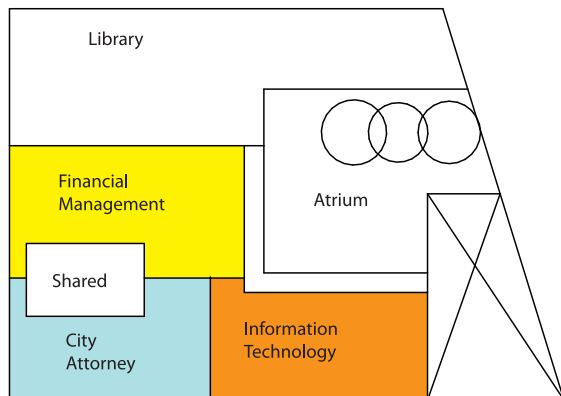 Library
Financial
Management
Atrium
Shared
City
Attorney
Information
Technology